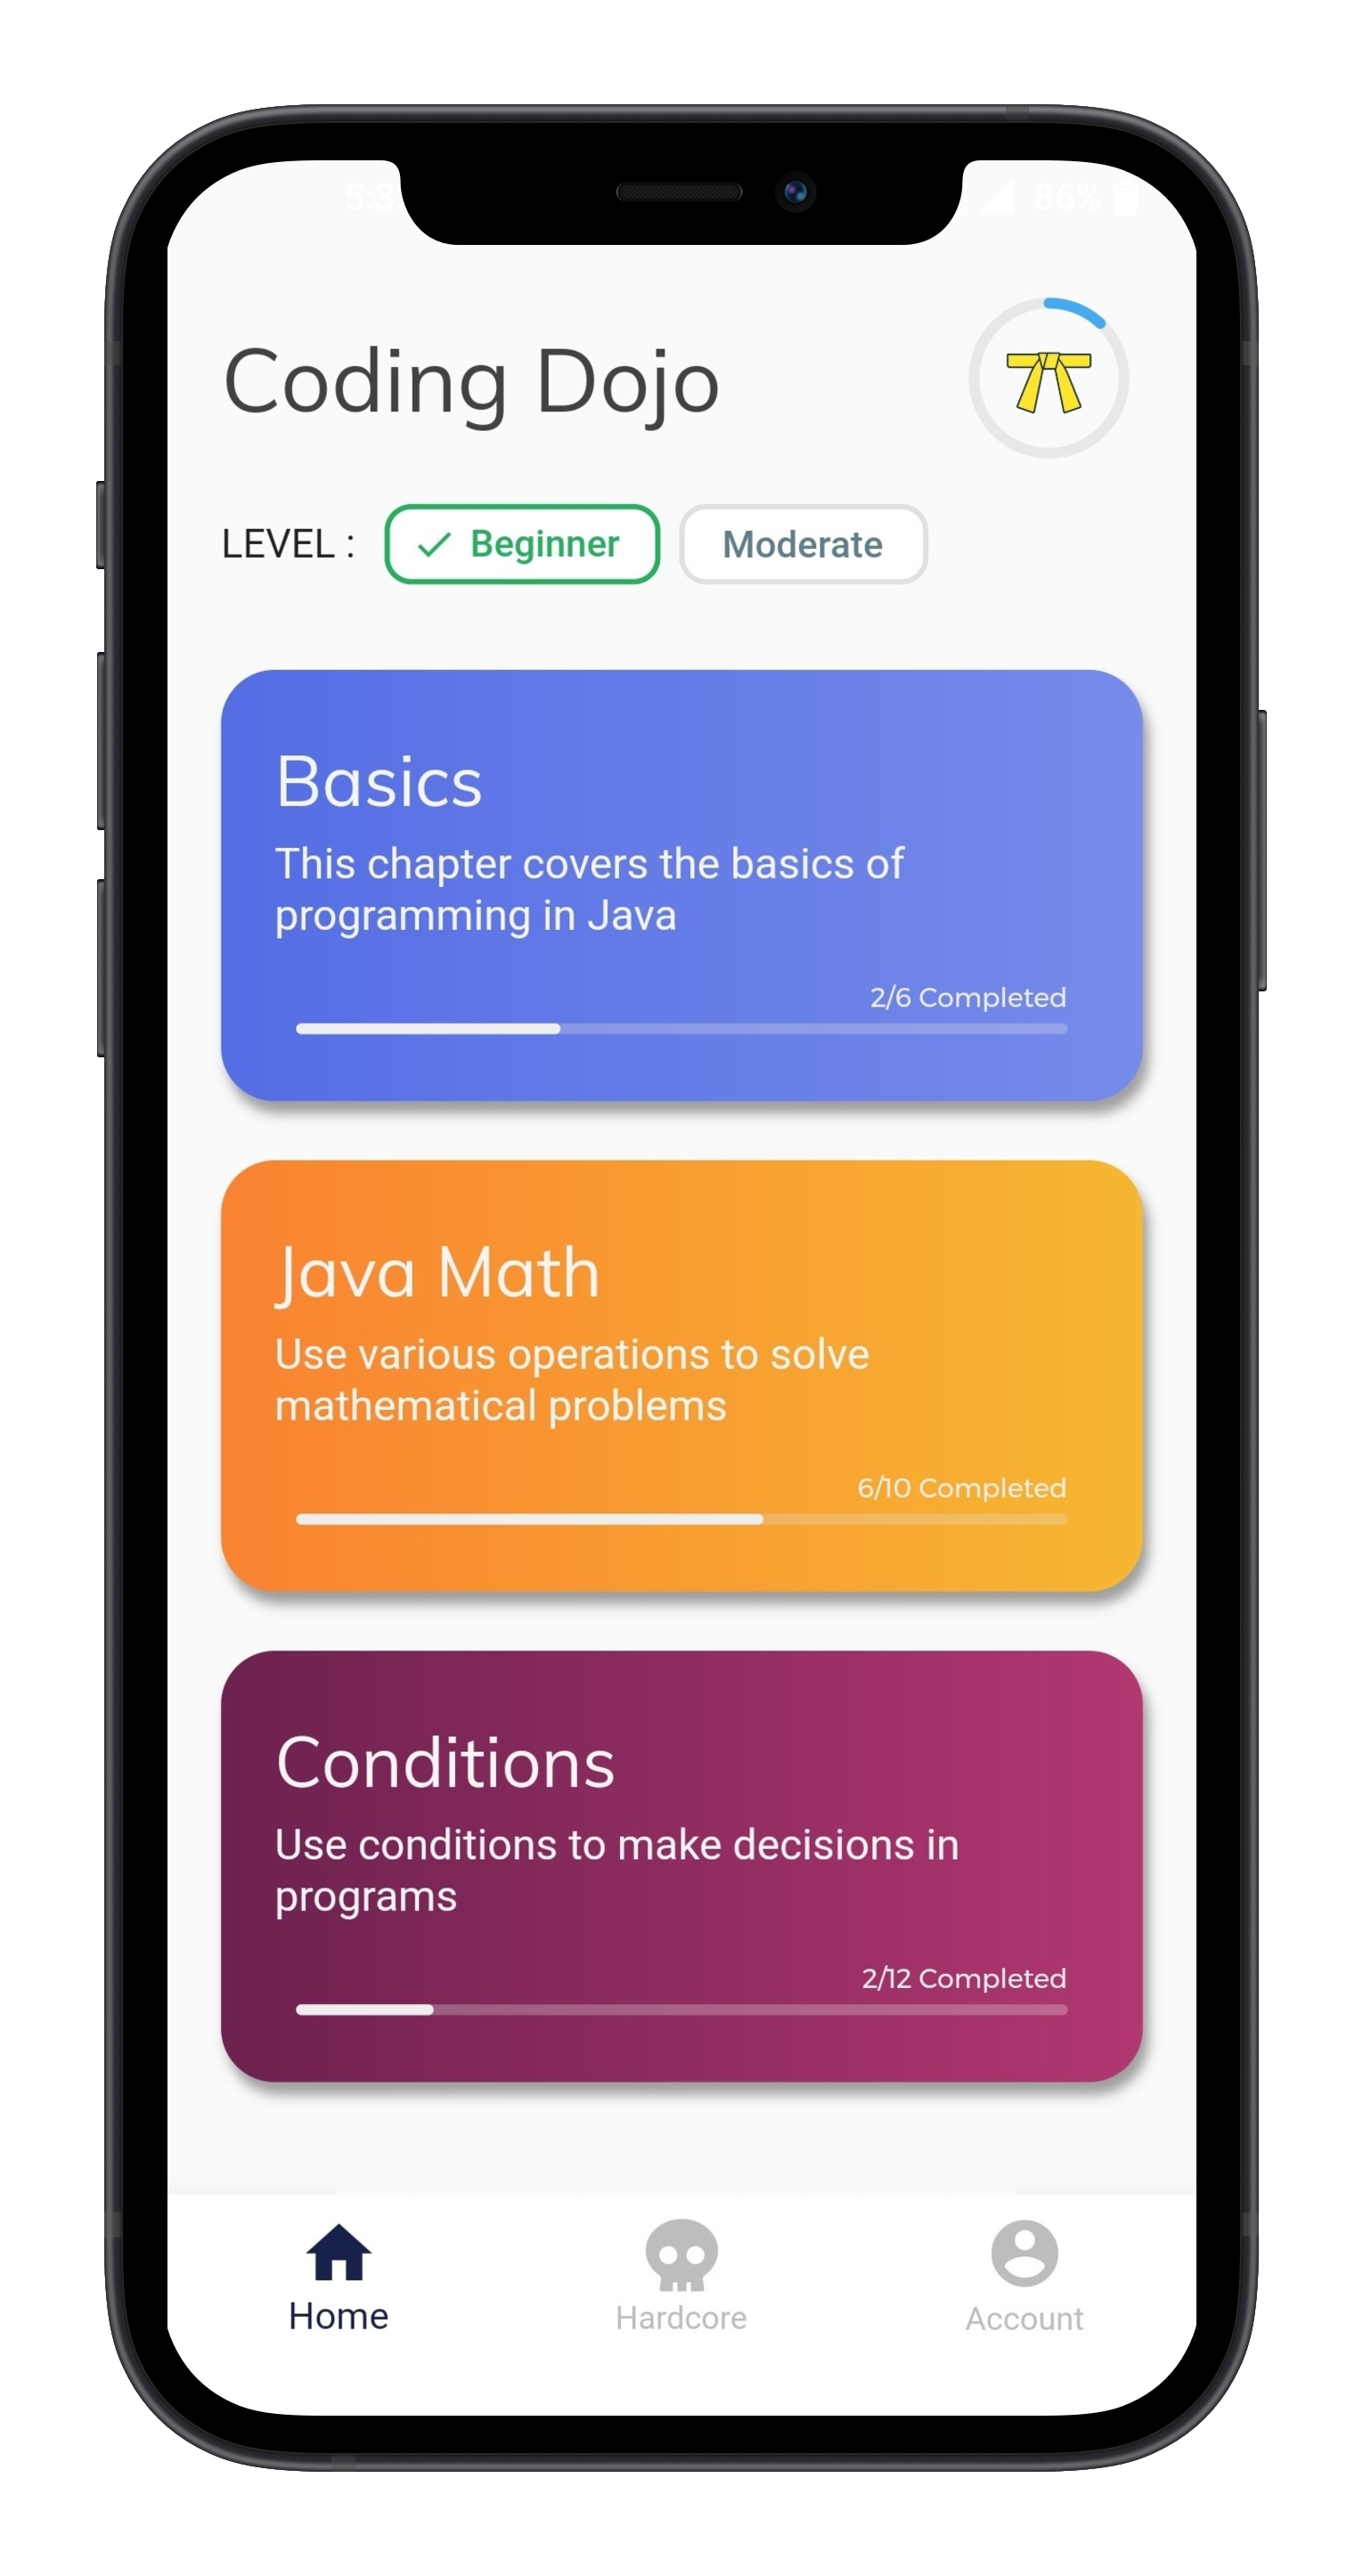 86%
Coding Dojo
LEVEL :
Beginner
Moderate
Basics
This chapter covers the basics of
programming in Java
2/6 Completed
Java Math
Use various operations to solve
mathematical problems
6/10 Completed
Conditions
Use conditions to make decisions in
programs
2/12 Completed
Home
Hardcore
Account